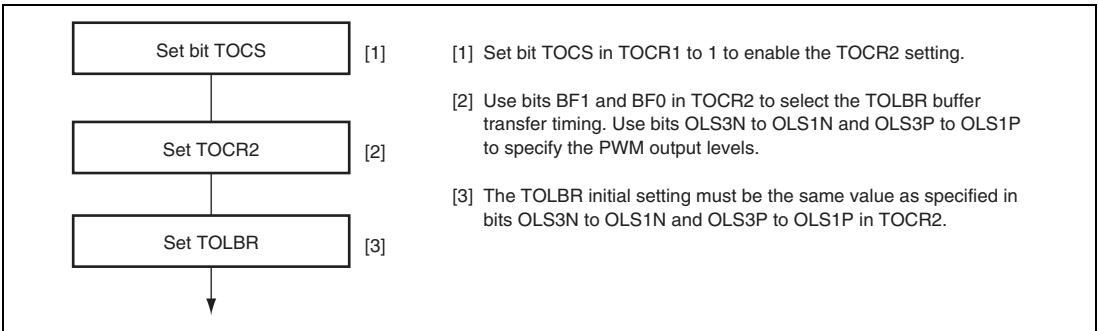 Set bit TOCS
[1]
Set TOCR2
[2]
Set TOLBR
[3]
[1] Set bit TOCS in TOCR1 to 1 to enable the TOCR2 setting.
[2] Use bits BF1 and BF0 in TOCR2 to select the TOLBR buffer
transfer timing. Use bits OLS3N to OLS1N and OLS3P to OLS1P
to specify the PWM output levels.
[3] The TOLBR initial setting must be the same value as specified in
bits OLS3N to OLS1N and OLS3P to OLS1P in TOCR2.